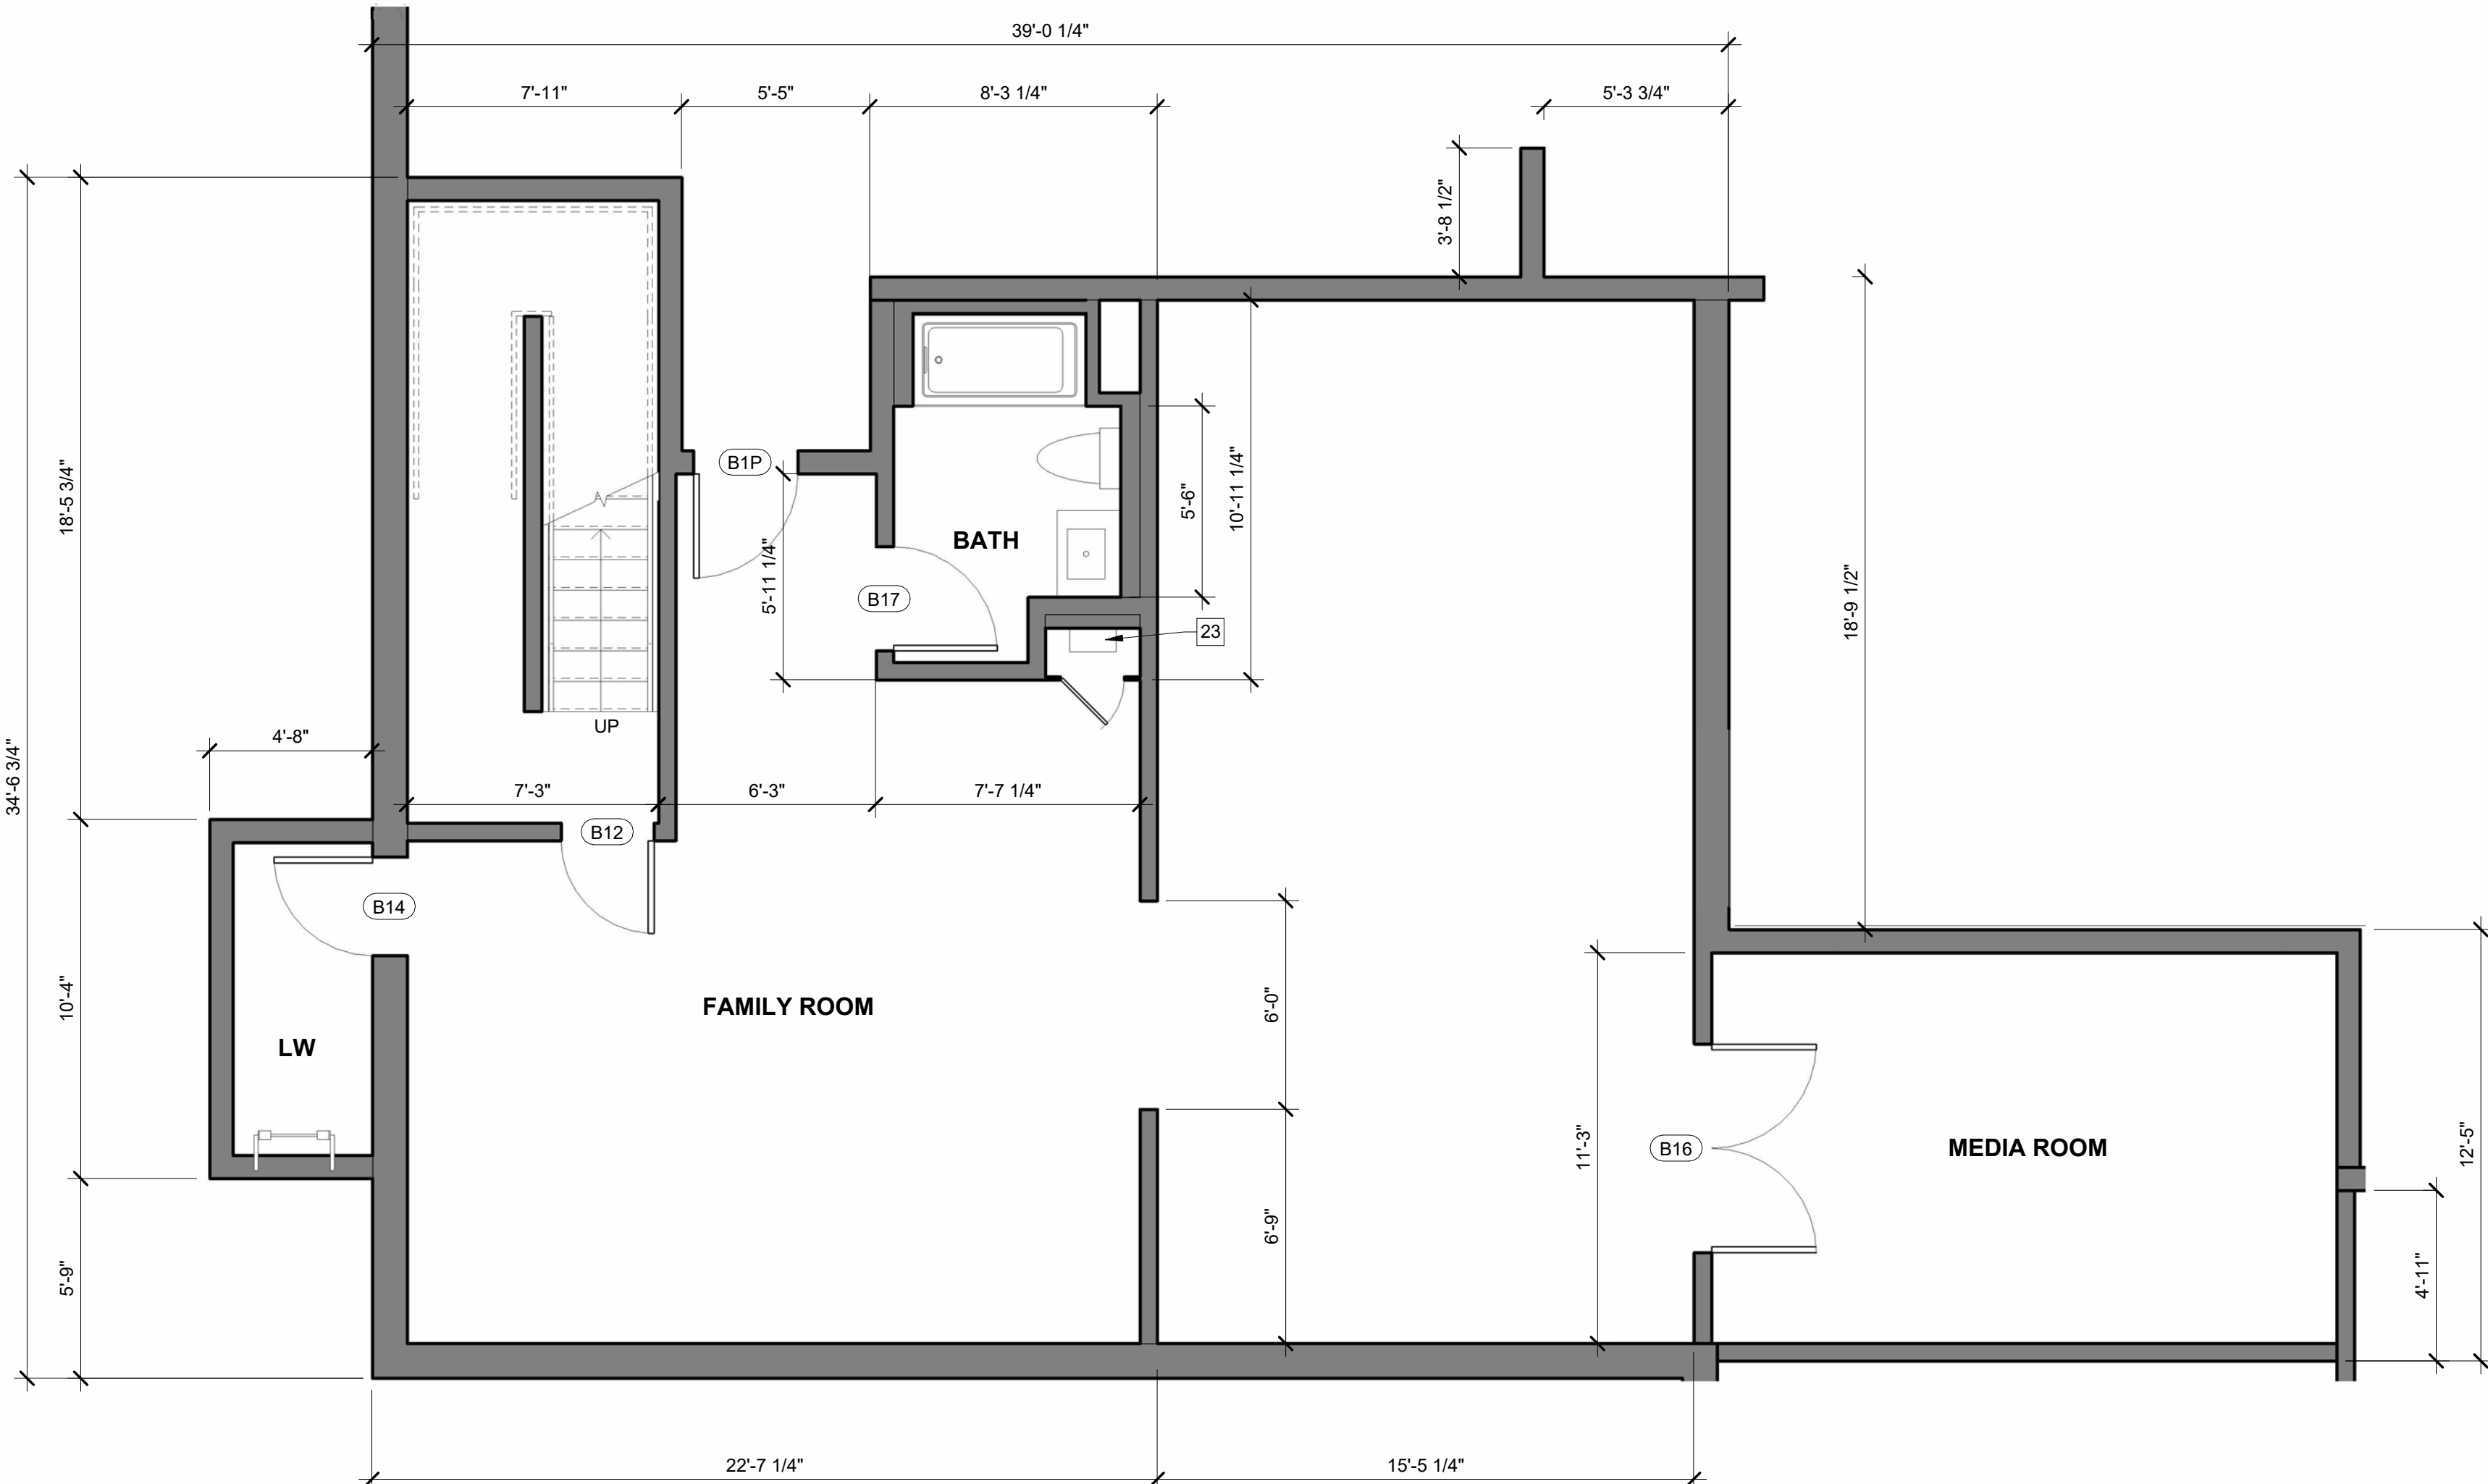 39'-0 1/4"
7'-11"
5'-5"
8'-3 1/4"
5'-3 3/4"
3'-8 1/2"
18'-5 3/4"
34'-6 3/4"
B1P
5'-6"
10'-11 1/4"
BATH
5'-11 1/4"
B17
23
18'-9 1/2"
UP
4'-8"
7'-3"
6'-3"
7'-7 1/4"
B12
B14
10'-4"
FAMILY ROOM
6'-0"
LW
11'-3"
B16
MEDIA ROOM
12'-5"
6'-9"
5'-9"
4'-11"
22'-7 1/4"
15'-5 1/4"